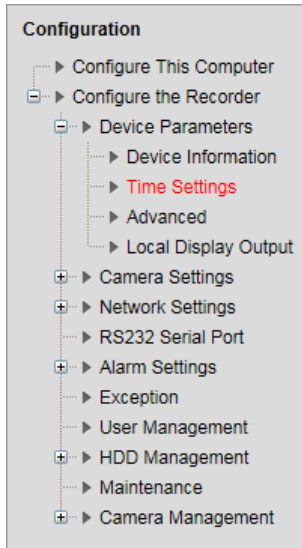 Configuration
Configure This Computer
Configure the Recorder
Device Parameters
Device Information
Time Settings
Advanced
Local Display Output
Camera Settings
Network Settings
RS232 Serial Port
Alarm Settings
Exception
User Management
HDD Management
Maintenance
Camera Management